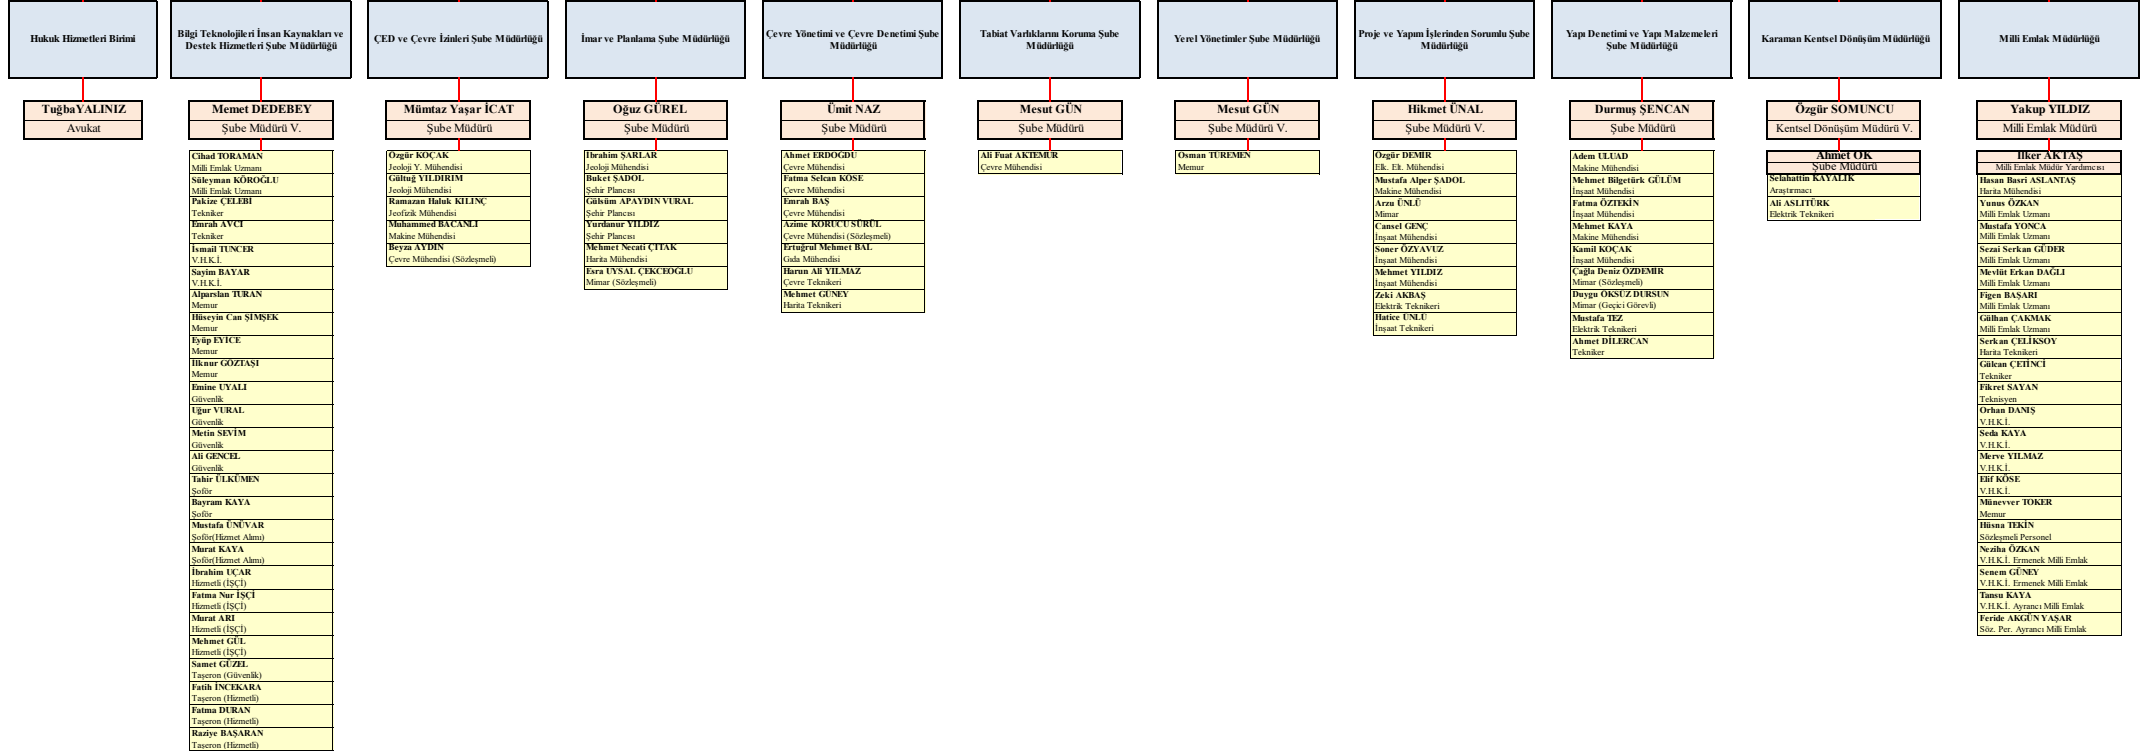 Hukuk Hizmetleri Birimi
TuğbaYALINIZ
Avukat
Bilgi Teknolojileri İnsan Kaynakları ve
Destek Hizmetleri Şube Müdürlüğü
Memet DEDEBEY
Şube Müdürü V.
Cihad TORAMAN
Milli Emlak Uzmanı
Süleyman KÖROĞLU
Milli Emlak Uzmanı
Pakize ÇELEBİ
Tekniker
Emrah AVCI
Tekniker
İsmail TUNCER
V.H.K.İ.
Sayim BAYAR
V.H.K.İ.
Alparslan TURAN
Memur
Hüseyin Can ŞİMŞEK
Memur
Eyüp EYİCE
Memur
İlknur GÖZTAŞI
Memur
Emine UYALI
Güvenlik
Uğur VURAL
Güvenlik
Metin SEVİM
Güvenlik
Ali GENCEL
Güvenlik
Tahir ÜLKÜMEN
Şoför
Bayram KAYA
Şoför
Mustafa ÜNÜVAR
Şoför(Hizmet Alımı)
Murat KAYA
Şoför(Hizmet Alımı)
İbrahim UÇAR
Hizmetli (İŞÇİ)
Fatma Nur İŞÇİ
Hizmetli (İŞÇİ)
Murat ARI
Hizmetli (İŞÇİ)
Mehmet GÜL
Hizmetli (İŞÇİ)
Samet GÜZEL
Taşeron (Güvenlik)
Fatih İNCEKARA
Taşeron (Hizmetli)
Fatma DURAN
Taşeron (Hizmetli)
Raziye BAŞARAN
Taşeron (Hizmetli)
ÇED ve Çevre İzinleri Şube Müdürlüğü
Mümtaz Yaşar İCAT
Şube Müdürü
Özgür KOÇAK
Jeoloji Y. Mühendisi
Gültuğ YILDIRIM
Jeoloji Mühendisi
Ramazan Haluk KILINÇ
Jeofizik Mühendisi
Muhammed BACANLI
Makine Mühendisi
Beyza AYDIN
Çevre Mühendisi (Sözleşmeli)
İmar ve Planlama Şube Müdürlüğü
Oğuz GÜREL
Şube Müdürü
İbrahim ŞARLAR
Jeoloji Mühendisi
Buket ŞADOL
Şehir Plancısı
Gülsüm APAYDIN VURAL
Şehir Plancısı
Yurdanur YILDIZ
Şehir Plancısı
Mehmet Necati ÇITAK
Harita Mühendisi
Esra UYSAL ÇEKCEOĞLU
Mimar (Sözleşmeli)
Çevre Yönetimi ve Çevre Denetimi Şube
Müdürlüğü
Ümit NAZ
Şube Müdürü
Ahmet ERDOĞDU
Çevre Mühendisi
Fatma Selcan KÖSE
Çevre Mühendisi
Emrah BAŞ
Çevre Mühendisi
Azime KORUCU SÜRÜL
Çevre Mühendisi (Sözleşmeli)
Ertuğrul Mehmet BAL
Gıda Mühendisi
Harun Ali YILMAZ
Çevre Teknikeri
Mehmet GÜNEY
Harita Teknikeri
Tabiat Varlıklarını Koruma Şube
Müdürlüğü
Mesut GÜN
Şube Müdürü
Ali Fuat AKTEMUR
Çevre Mühendisi
Yerel Yönetimler Şube Müdürlüğü
Mesut GÜN
Şube Müdürü V.
Osman TÜREMEN
Memur
Proje ve Yapım İşlerinden Sorumlu Şube
Müdürlüğü
Hikmet ÜNAL
Şube Müdürü V.
Özgür DEMİR
Elk. Elt. Mühendisi
Mustafa Alper ŞADOL
Makine Mühendisi
Arzu ÜNLÜ
Mimar
Cansel GENÇ
İnşaat Mühendisi
Soner ÖZYAVUZ
İnşaat Mühendisi
Mehmet YILDIZ
İnşaat Mühendisi
Zeki AKBAŞ
Elektrik Teknikeri
Hatice ÜNLÜ
İnşaat Teknikeri
Yapı Denetimi ve Yapı Malzemeleri
Şube Müdürlüğü
Durmuş ŞENCAN
Şube Müdürü
Adem ULUAD
Makine Mühendisi
Mehmet Bilgetürk GÜLÜM
İnşaat Mühendisi
Fatma ÖZTEKİN
İnşaat Mühendisi
Mehmet KAYA
Makine Mühendisi
Kamil KOÇAK
İnşaat Mühendisi
Çağla Deniz ÖZDEMİR
Mimar (Sözleşmeli)
Duygu ÖKSÜZ DURSUN
Mimar (Geçici Görevli)
Mustafa TEZ
Elektrik Teknikeri
Ahmet DİLERCAN
Tekniker
Karaman Kentsel Dönüşüm Müdürlüğü
Özgür SOMUNCU
Kentsel Dönüşüm Müdürü V.
Ahmet OK
Şube Müdürü
Selahattin KAYALIK
Araştırmacı
Ali ASLITÜRK
Elektrik Teknikeri
Milli Emlak Müdürlüğü
Yakup YILDIZ
Milli Emlak Müdürü
İlker AKTAŞ
Milli Emlak Müdür Yardımcısı
Hasan Basri ASLANTAŞ
Harita Mühendisi
Yunus ÖZKAN
Milli Emlak Uzmanı
Mustafa YONCA
Milli Emlak Uzmanı
Sezai Serkan GÜDER
Milli Emlak Uzmanı
Mevlüt Erkan DAĞLI
Milli Emlak Uzmanı
Figen BAŞARI
Milli Emlak Uzmanı
Gülhan ÇAKMAK
Milli Emlak Uzmanı
Serkan ÇELİKSOY
Harita Teknikeri
Gülcan ÇETİNCİ
Tekniker
Fikret SAYAN
Teknisyen
Orhan DANIŞ
V.H.K.İ.
Seda KAYA
V.H.K.İ.
Merve YILMAZ
V.H.K.İ.
Elif KÖSE
V.H.K.İ.
Münevver TOKER
Memur
Hüsna TEKİN
Sözleşmeli Personel
Neziha ÖZKAN
V.H.K.İ. Ermenek Milli Emlak
Senem GÜNEY
V.H.K.İ. Ermenek Milli Emlak
Tansu KAYA
V.H.K.İ. Ayrancı Milli Emlak
Feride AKGÜN YAŞAR
Söz. Per. Ayrancı Milli Emlak